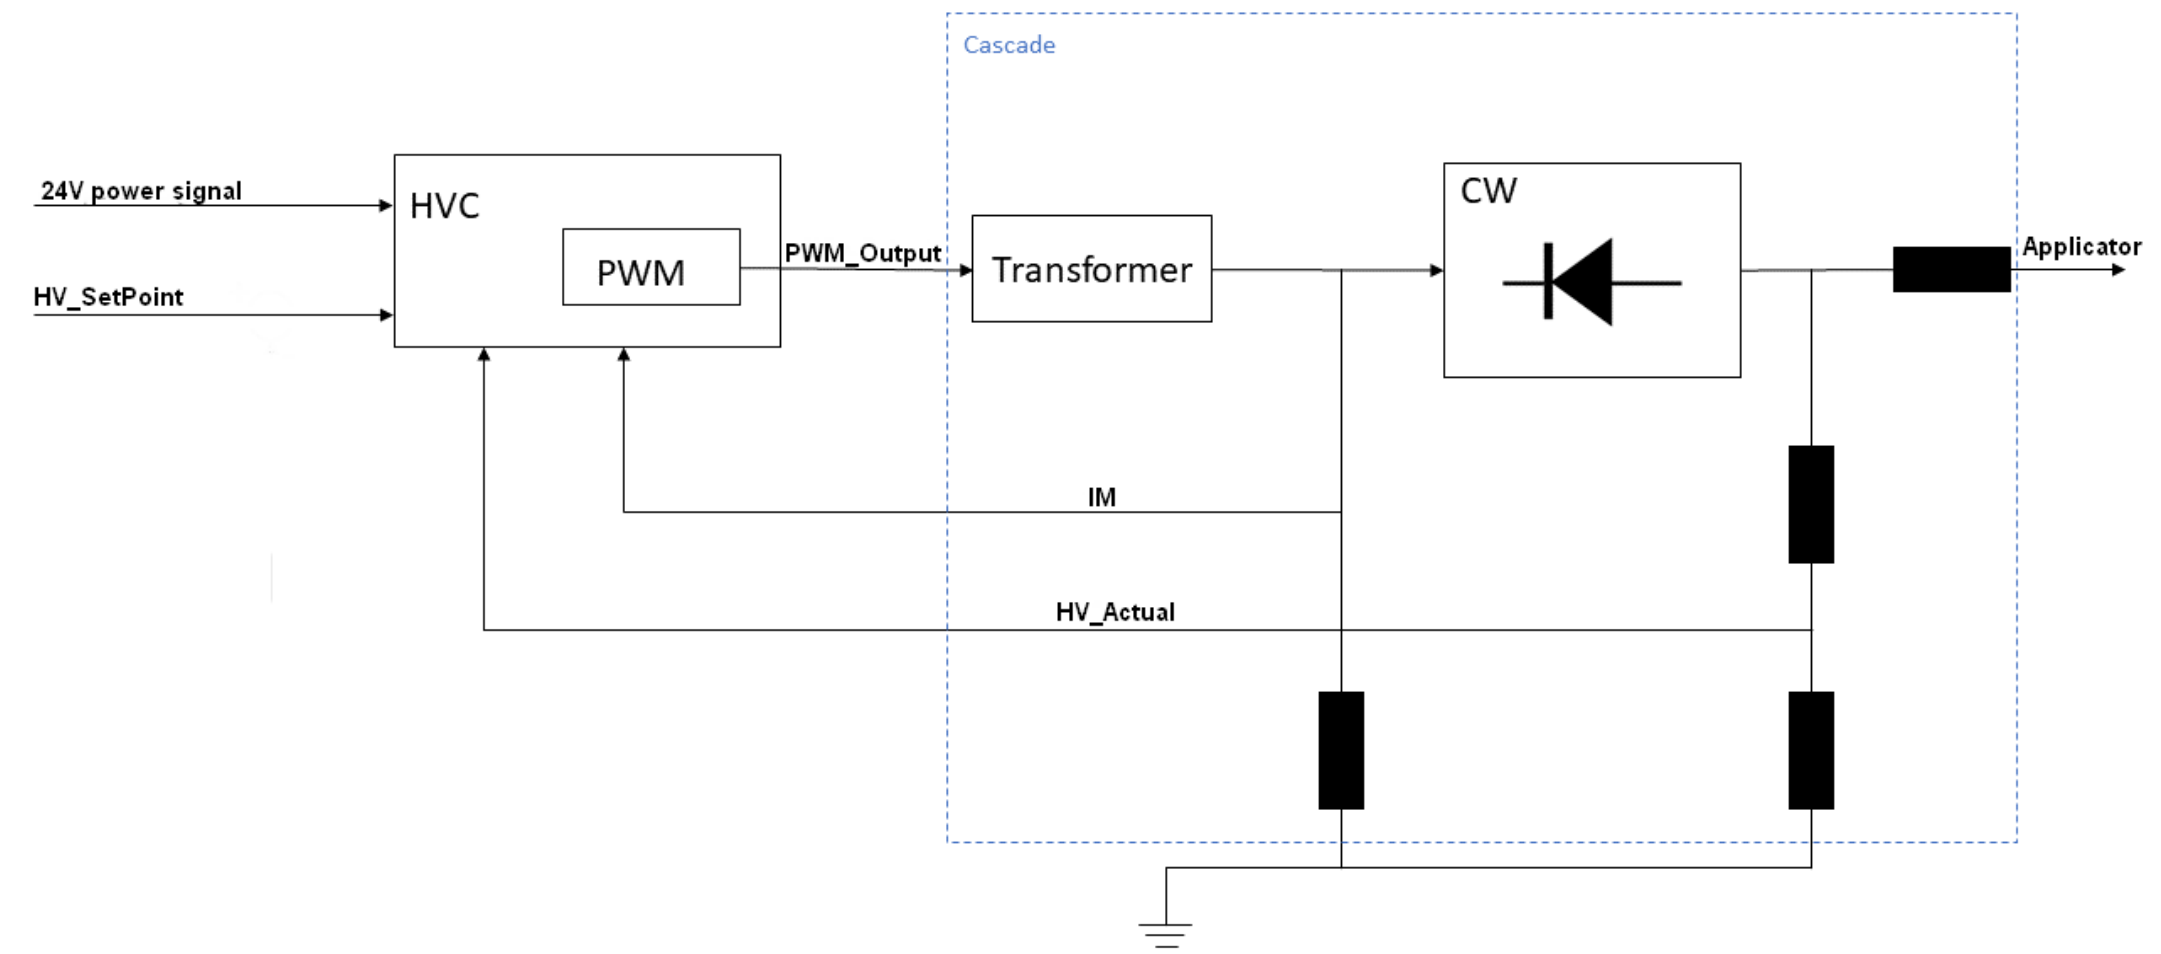 Cascade
24V power signal
HVC
CW
PWM_Output
Applicator
PWM
Transformer
HV_SetPoint
IM
HV_Actual